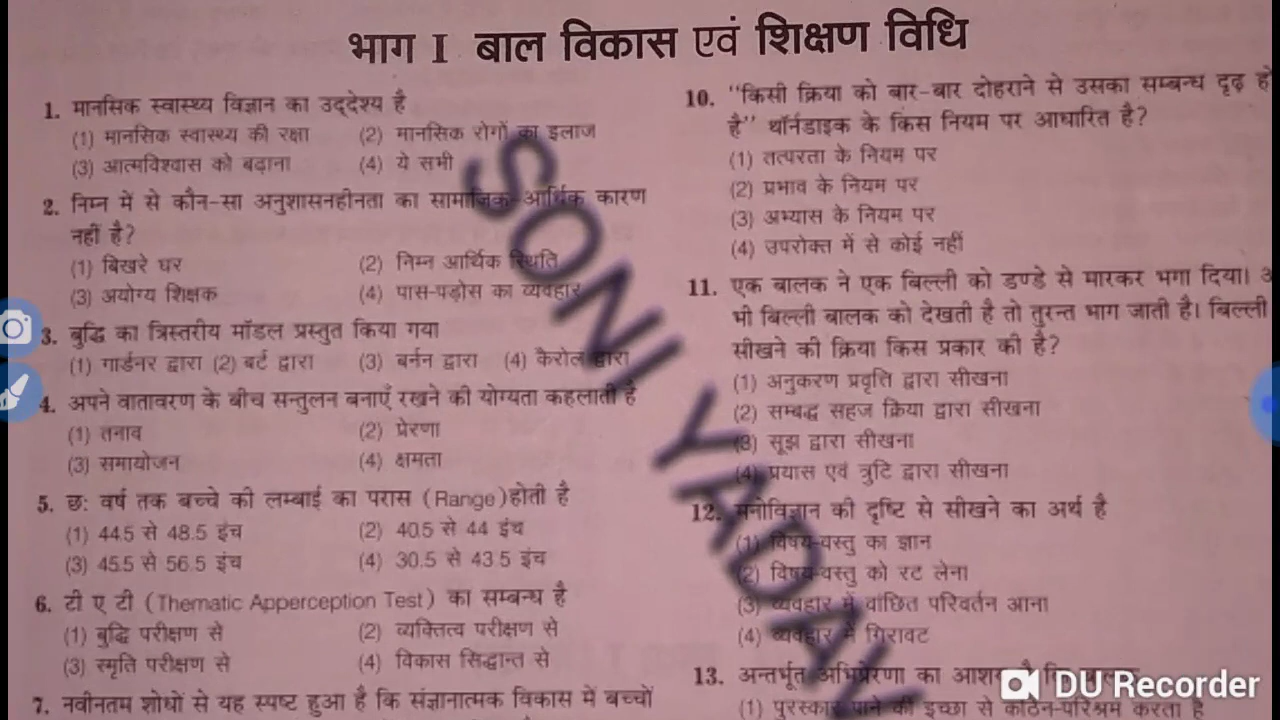 भाग I बाल विकास एवं शिक्षण विधि
1. मानसिक स्वास्थ्य विज्ञान का उद्देश्य है
(1) मानसिक स्वास्थ्य की रक्षा (2) मानसिक रोगों का इलाज
(3) आत्मविश्वास को बढ़ाना (4) ये सभी
2. निम्न में से कौन-सा अनुशासनहीनता का सामाजिक-आर्थिक कारण
नहीं है?
(1) बिखरे घर (2) निम्न आर्थिक स्थिति
(3) अयोग्य शिक्षक (4) पास-पड़ोस का व्यवहार
3. बुद्धि का त्रिस्तरीय मॉडल प्रस्तुत किया गया
(1) गार्डनर द्वारा (2) बर्ट द्वारा (3) बर्नन द्वारा (4) कैरोल द्वारा
4. अपने वातावरण के बीच सन्तुलन बनाएँ रखने की योग्यता कहलाती है
(1) तनाव (2) प्रेरणा
(3) समायोजन (4) क्षमता
5. छ: वर्ष तक बच्चे की लम्बाई का परास (Range) होती है
(1) 44.5 से 48.5 इंच (2) 40.5 से 44 इंच
(3) 45.5 से 56.5 इंच (4) 30.5 से 43.5 इंच
6. टी ए टी (Thematic Apperception Test) का सम्बन्ध है
(1) बुद्धि परीक्षण से (2) व्यक्तित्व परीक्षण से
(3) स्मृति परीक्षण से (4) विकास सिद्धान्त से
7. नवीनतम शोधों से यह स्पष्ट हुआ है कि संज्ञानात्मक विकास में बच्चों
10. "किसी क्रिया को बार-बार दोहराने से उसका सम्बन्ध दृढ़
है" थॉर्नडाइक के किस नियम पर आधारित है?
(1) तत्परता के नियम पर
(2) प्रभाव के नियम पर
(3) अभ्यास के नियम पर
(4) उपरोक्त में से कोई नहीं
11. एक बालक ने एक बिल्ली को डण्डे से मारकर भगा दिया।
भी बिल्ली बालक को देखती है तो तुरन्त भाग जाती है। बिल्ली
सीखने की क्रिया किस प्रकार की है?
(1) अनुकरण प्रवृत्ति द्वारा सीखना
(2) सम्बद्ध सहज क्रिया द्वारा सीखना
(3) सूझ द्वारा सीखना
(4) प्रयास एवं त्रुटि द्वारा सीखना
12. मनोविज्ञान की दृष्टि से सीखने का अर्थ है
(1) विषय-वस्तु का ज्ञान
(2) विषय-वस्तु को रट लेना
(3) व्यवहार में वांछित परिवर्तन आना
(4) व्यवहार में गिरावट
13. अन्तर्भूत अभिप्रेरणा का आशय है कि
(1) पुरस्कार पाने की इच्छा से कठिन-परिश्रम करता है
SONI YADAV
DU Recorder